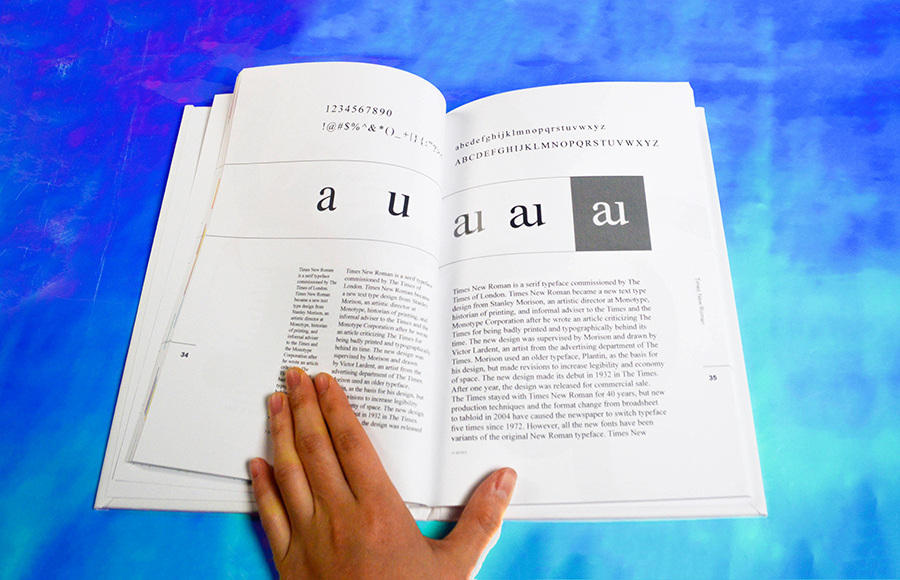 1234567890
!@#$%^&*()_+{}
a u
34
Times New Roman
is a serif typeface
commissioned by The
Times of London.
Times New Roman
became a new text
type design from
Stanley Morison, an
artistic director at
Monotype, historian
of printing, and
informal adviser
to the Times and
the Monotype
Corporation after
he wrote an article
Times New Roman is a serif typeface
commissioned by The Times of
London. Times New Roman became
a new text type design from Stanley
Morison, an artistic director at
Monotype, historian of printing, and
informal adviser to the Times and
Monotype Corporation after he wrote
an article criticizing The Times for
being badly printed and typographically
behind its time. The new design was
supervised by Morison and drawn
by Victor Lardent, an artist from the
advertising department of The Times.
Morison used an older typeface,
as the basis for his design, but
revisions to increase legibility
of space. The new design
in 1932 in The Times.
the design was released
abcdefghijklmnopqrstuvwxyz
ABCDEFGHIJKLMNOPQRSTUVWXYZ
au au au
Times New Roman is a serif typeface commissioned by The
Times of London. Times New Roman became a new text type
design from Stanley Morison, an artistic director at Monotype,
historian of printing, and informal adviser to the Times and the
Monotype Corporation after he wrote an article criticizing The
Times for being badly printed and typographically behind its
time. The new design was supervised by Morison and drawn by
Victor Lardent, an artist from the advertising department of The
Times. Morison used an older typeface, Plantin, as the basis for
his design, but made revisions to increase legibility and economy
of space. The new design made its debut in 1932 in The Times.
After one year, the design was released for commercial sale.
The Times stayed with Times New Roman for 40 years, but new
production techniques and the format change from broadsheet
to tabloid in 2004 have caused the newspaper to switch typeface
five times since 1972. However, all the new fonts have been
variants of the original New Roman typeface. Times New
Times New Roman
35